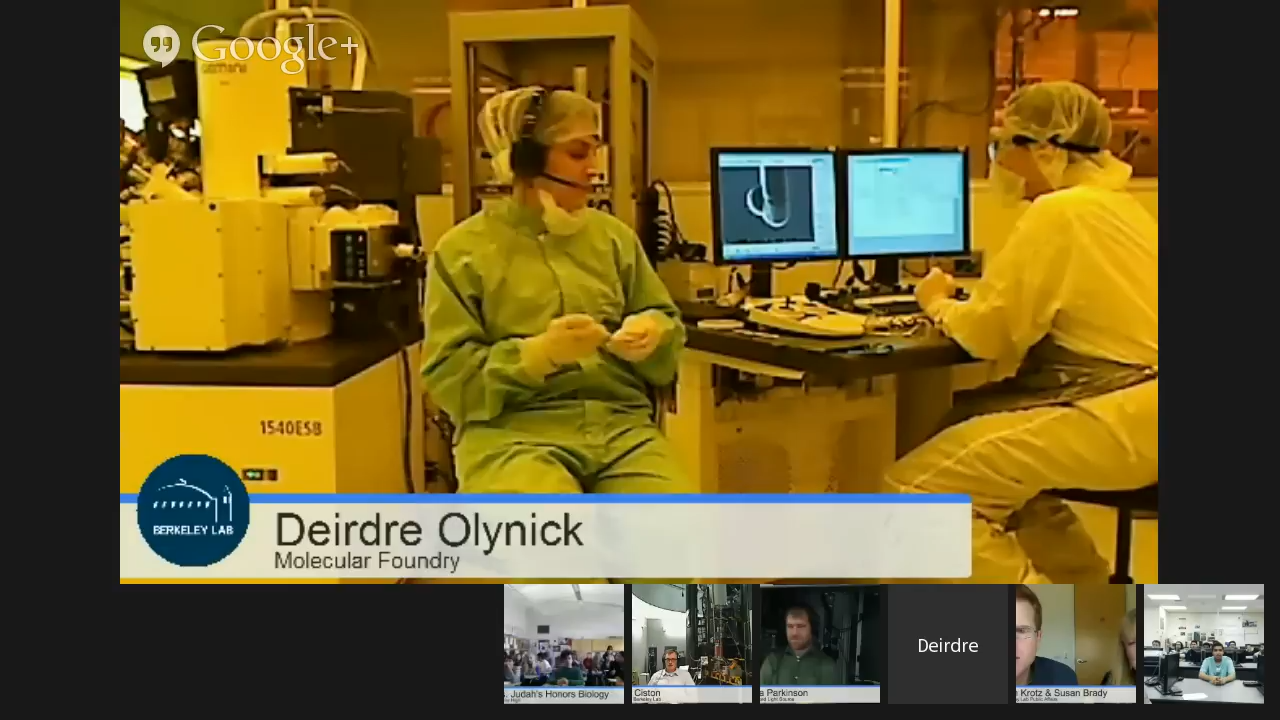 Google+
1540ESB
BERKELEY LAB
Deirdre Olynick
Molecular Foundry
Deirdre
. Judah's Honors Biology
Ciston
Berkeley Lab
a Parkinson
Krotz & Susan Brady